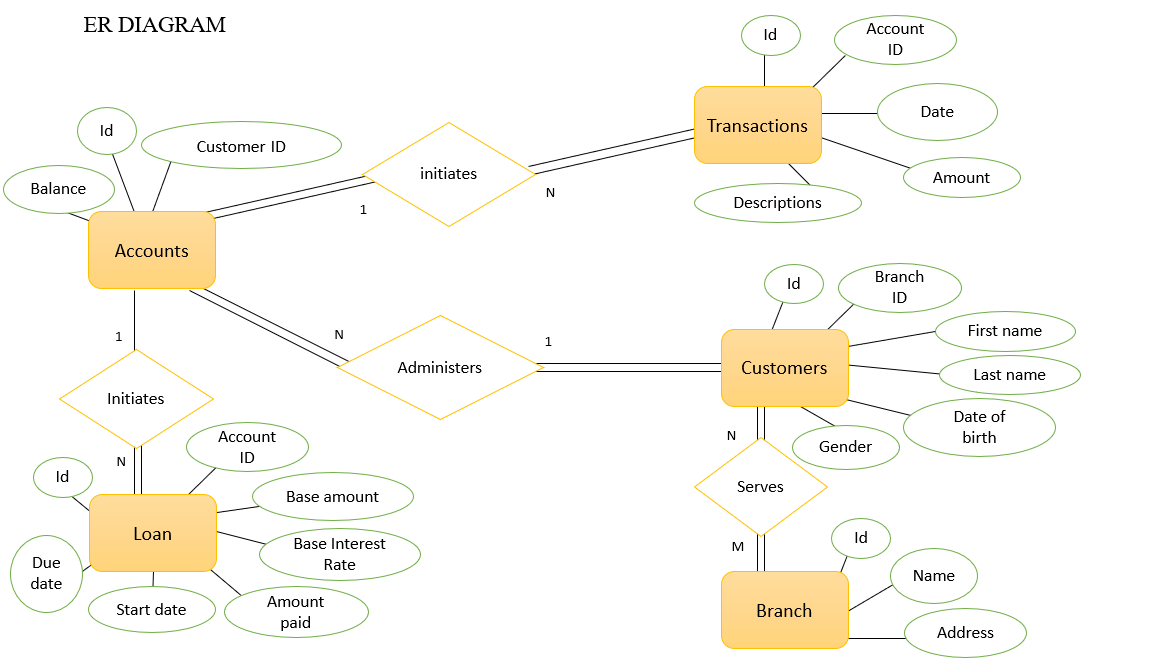 ER DIAGRAM
Id
Account
ID
Date
Transactions
Amount
Descriptions
Id
Customer ID
Balance
Accounts
initiates
1
N
Id
Branch
ID
First name
Last name
Date of
birth
Gender
Customers
N
Administers
1
1
Initiates
N
N
Serves
M
Account
ID
Id
Base amount
Loan
Base Interest
Rate
Due
date
Start date
Amount
paid
Id
Name
Branch
Address